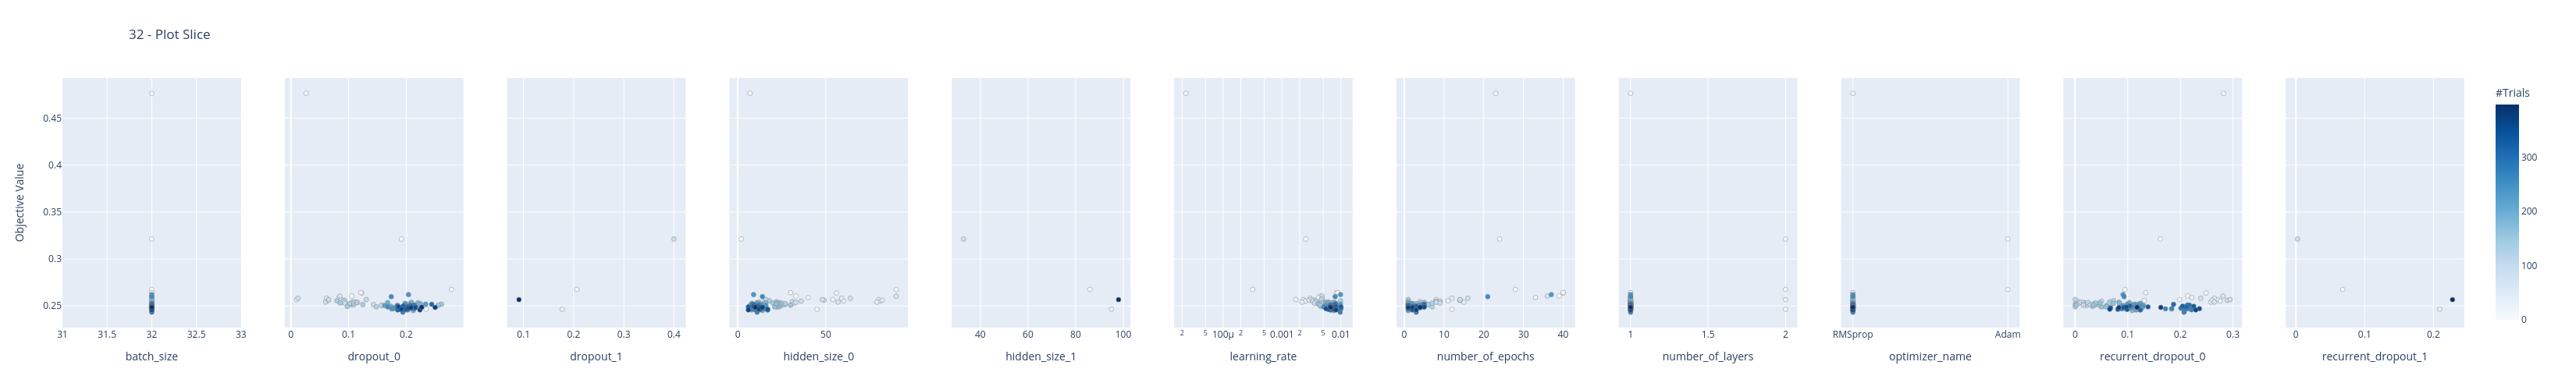 32 - Plot Slice
#Trials
Objective Value
0.45
0.4
0.35
0.3
0.25
31 31.5 32 32.5 33
batch_size
0 0.1 0.2
dropout_0
0.1 0.2 0.3 0.4
dropout_1
0 50
hidden_size_0
40 60 80 100
hidden_size_1
2 5 100μ 2 5 0.001 2 5 0.01
learning_rate
0 10 20 30 40
number_of_epochs
1 1.5 2
number_of_layers
RMSprop Adam
optimizer_name
0 0.1 0.2 0.3
recurrent_dropout_0
0 0.1 0.2
recurrent_dropout_1
300
200
100
0